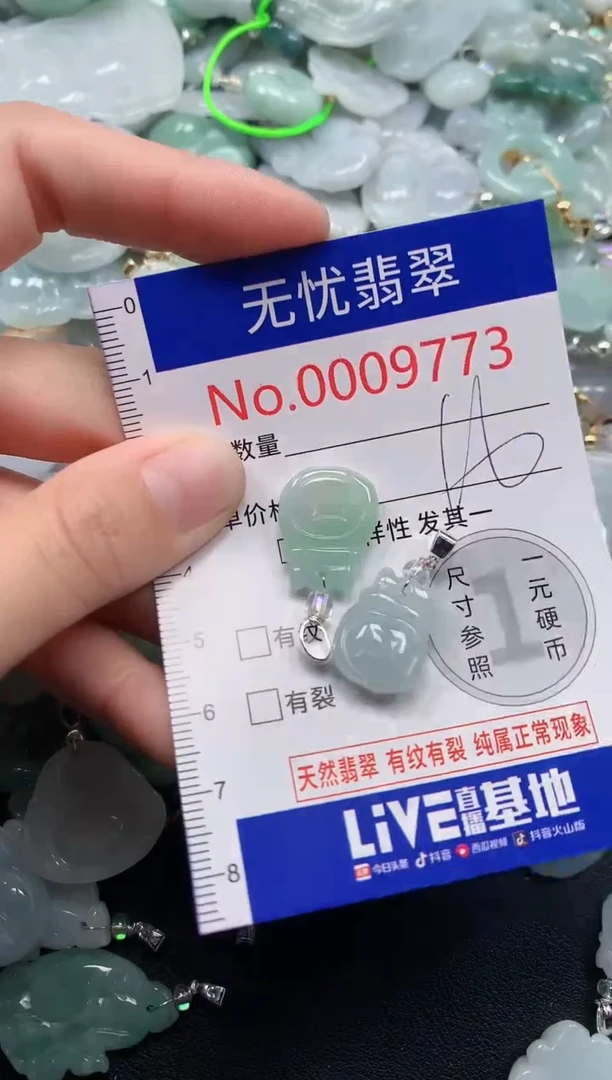 0
无忧翡翠
1
No.0009773
数量
单价
样性 发其一
4
尺寸参照
1
一元硬币
5
有纹
6
有裂
天然翡翠 有纹有裂 纯属正常现象
7
LiVE直播基地
8
今日头条 抖音 西瓜视频 抖音火山版